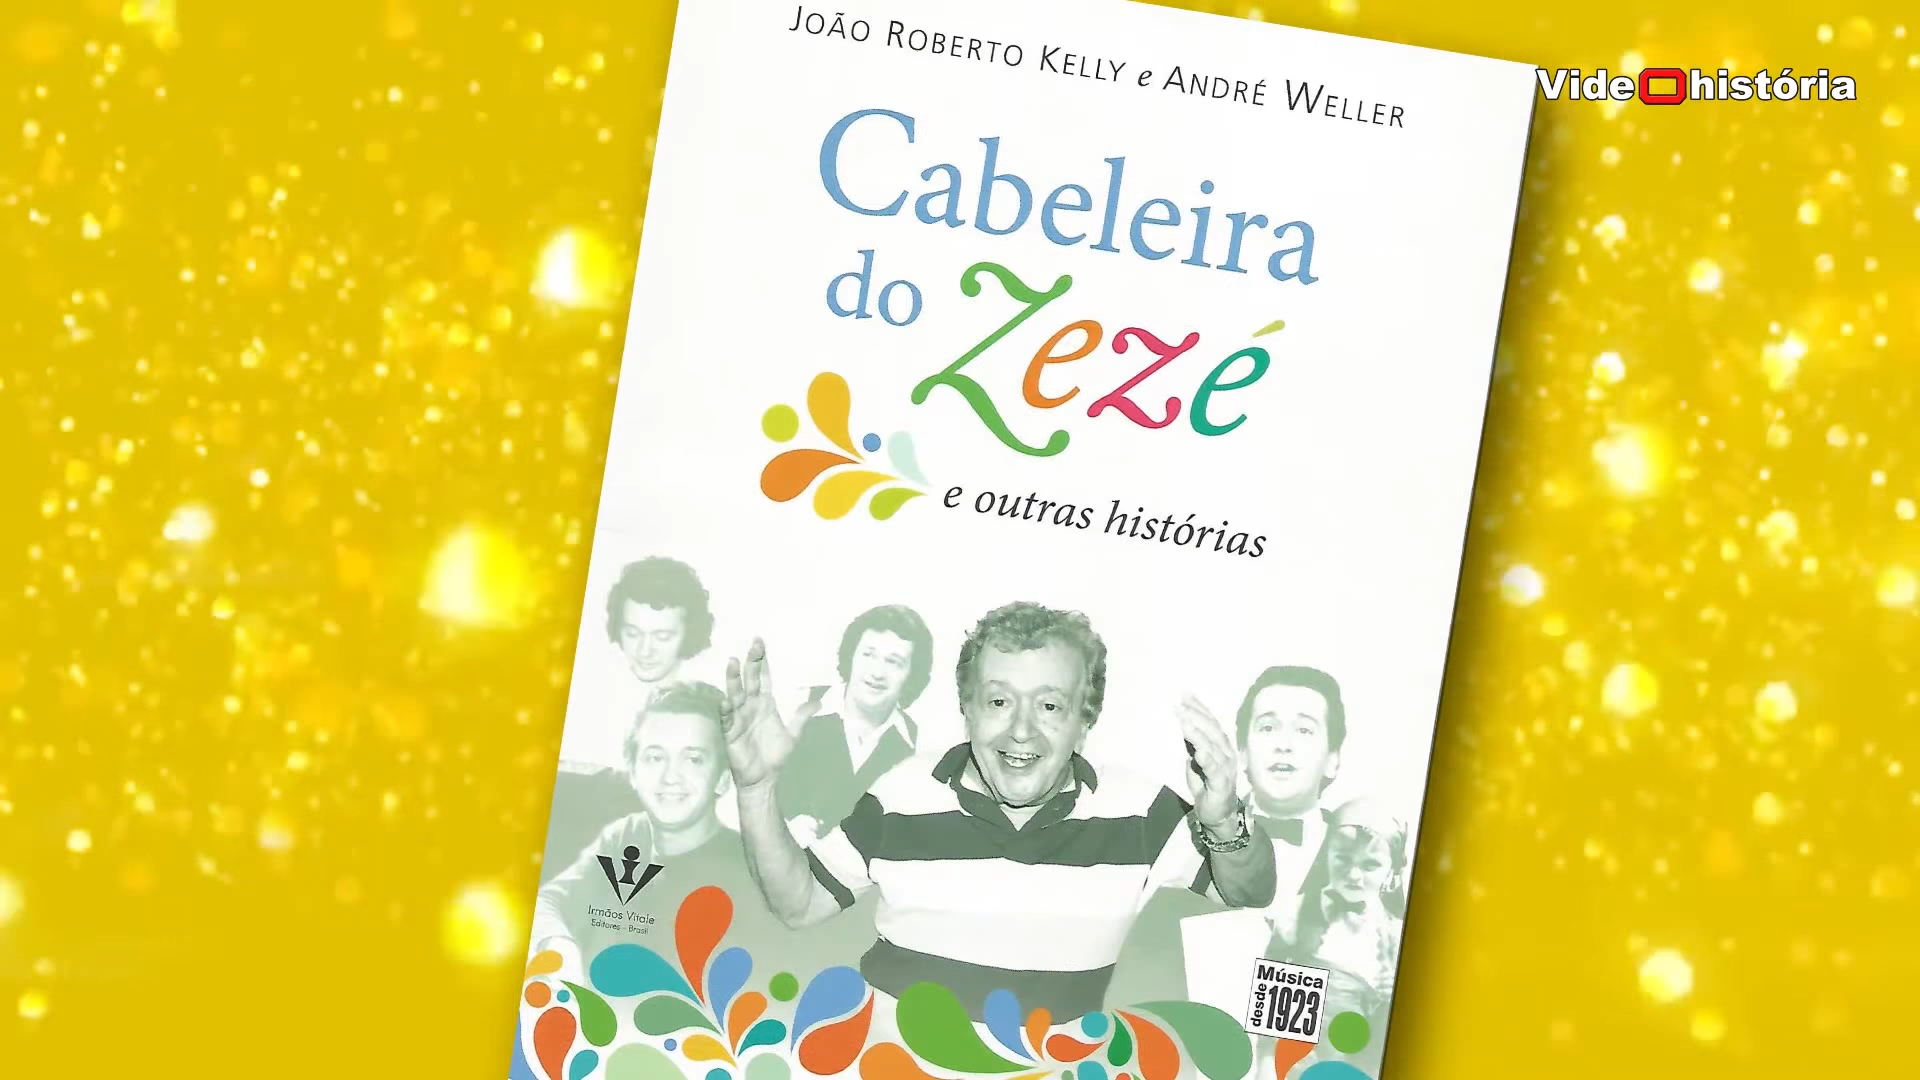 João Roberto Kelly e André Weller
Videohistória
Cabeleira
do Zezé
e outras histórias
Irmãos Vitale
Editores - Brasil
Música
desde 1923